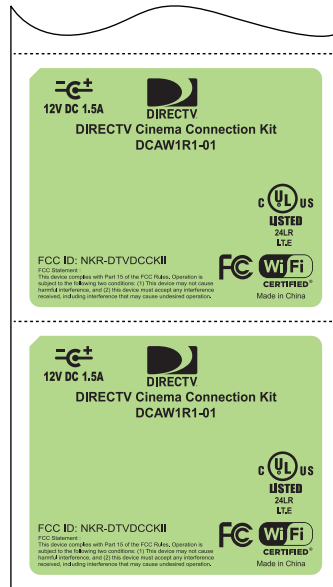 12V DC 1.5A
DIRECTV
DIRECTV Cinema Connection Kit
DCAW1R1-01
C UL US
LISTED
24LR
I.T.E
FCC ID: NKR-DTVDCCKII
FCC Statement :
This device complies with Part 15 of the FCC Rules, Operation is
subject to the following two conditions: (1) This device may not cause
harmful interference, and (2) this device must accept any interference
received, including interference that may cause undesired operation.
FC
Wi Fi
CERTIFIED®
Made in China
12V DC 1.5A
DIRECTV
DIRECTV Cinema Connection Kit
DCAW1R1-01
C UL US
LISTED
24LR
I.T.E
FCC ID: NKR-DTVDCCKII
FCC Statement :
This device complies with Part 15 of the FCC Rules, Operation is
subject to the following two conditions: (1) This device may not cause
harmful interference, and (2) this device must accept any interference
received, including interference that may cause undesired operation.
FC
Wi Fi
CERTIFIED®
Made in China